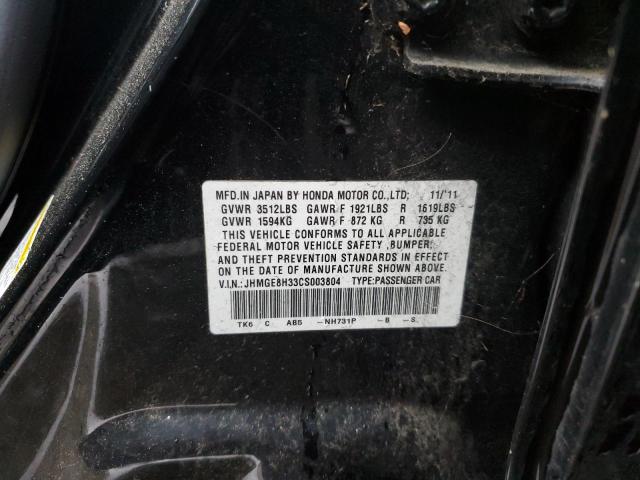 MFD.IN JAPAN BY HONDA MOTOR CO.,LTD; 11/'11
GVWR 3512LBS GAWR F 1921LBS R 1619LBS
GVWR 1594KG GAWR F 872 KG R 735 KG
THIS VEHICLE CONFORMS TO ALL APPLICABLE
FEDERAL MOTOR VEHICLE SAFETY ,BUMPER,
AND THEFT PREVENTION STANDARDS IN EFFECT
ON THE DATE OF MANUFACTURE SHOWN ABOVE.
V.I.N.: JHMGE8H33CS003804 TYPE:PASSENGER CAR
TK6 C AB5 -NH731P -B -S